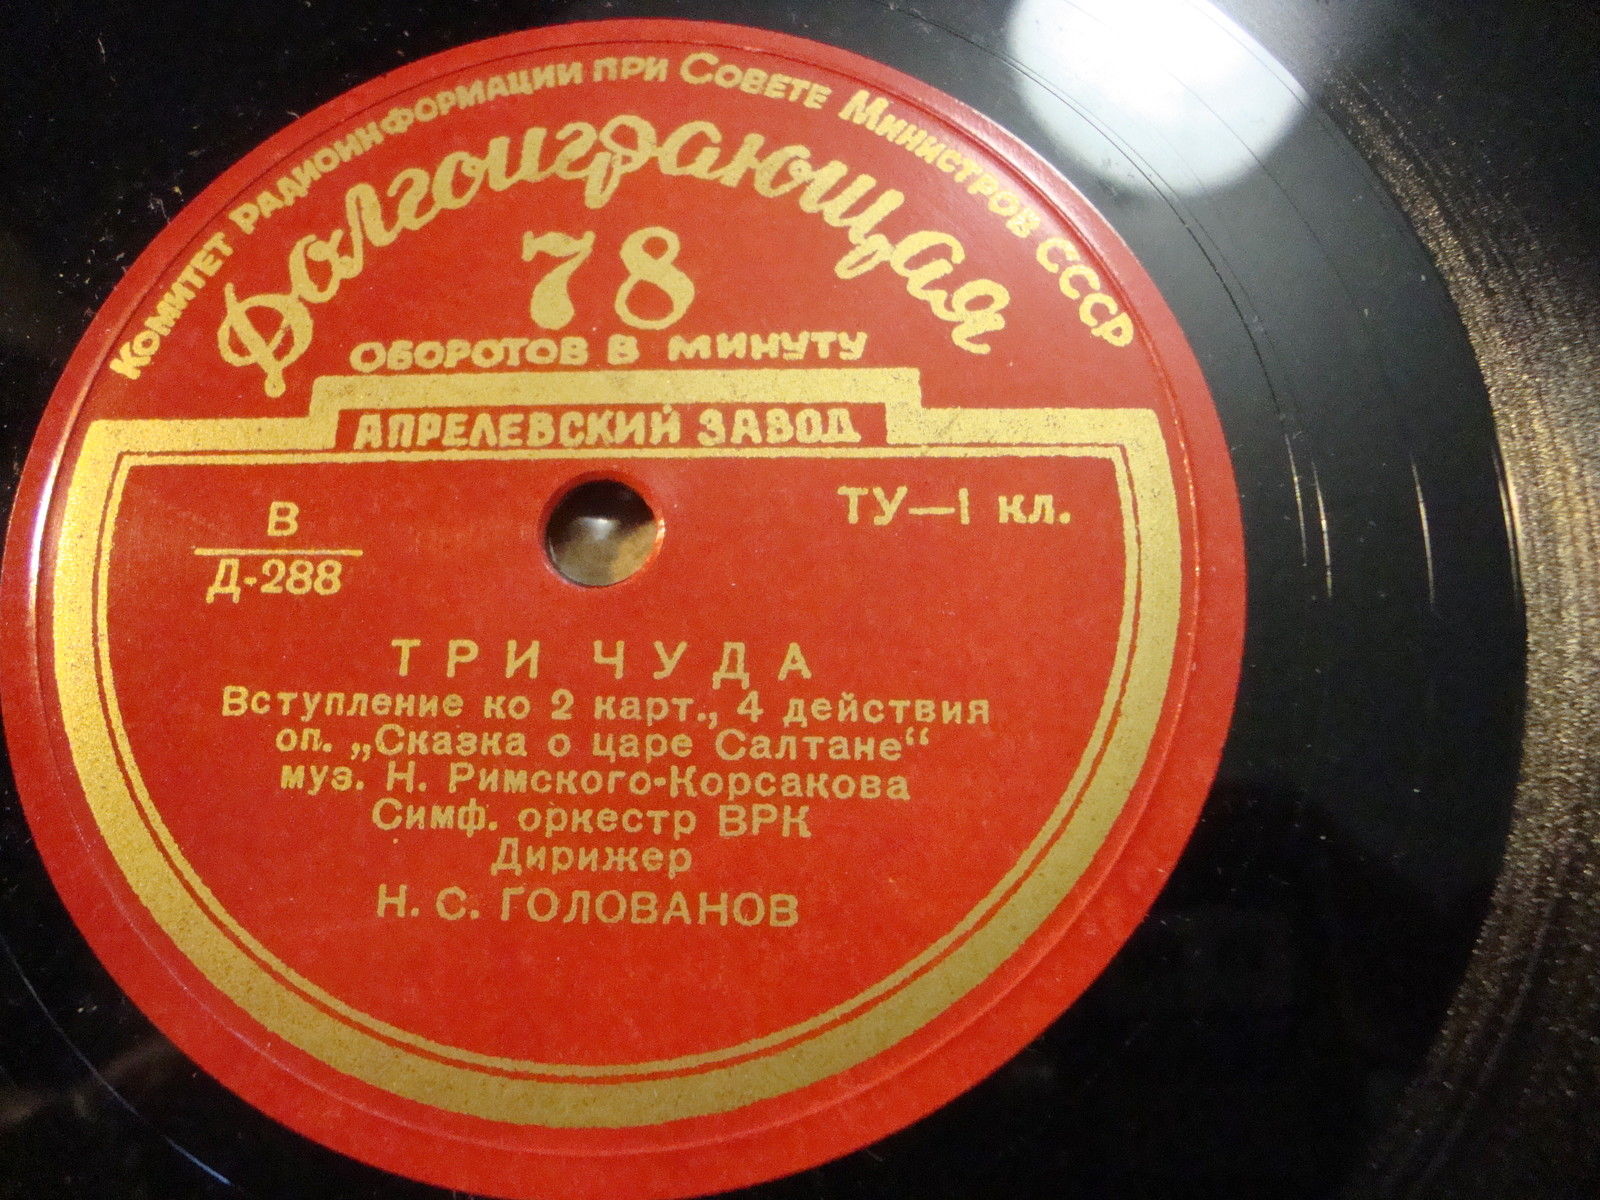 Комитет радиоинформации при Совете Министров СССР
Долгоиграющая
78
оборотов в минуту
АПРЕЛЕВСКИЙ ЗАВОД
В
Д-288
ТУ—1 кл.
ТРИ ЧУДА
Вступление ко 2 карт., 4 действия
оп. „Сказка о царе Салтане“
муз. Н. Римского-Корсакова
Симф. оркестр ВРК
Дирижер
Н. С. ГОЛОВАНОВ